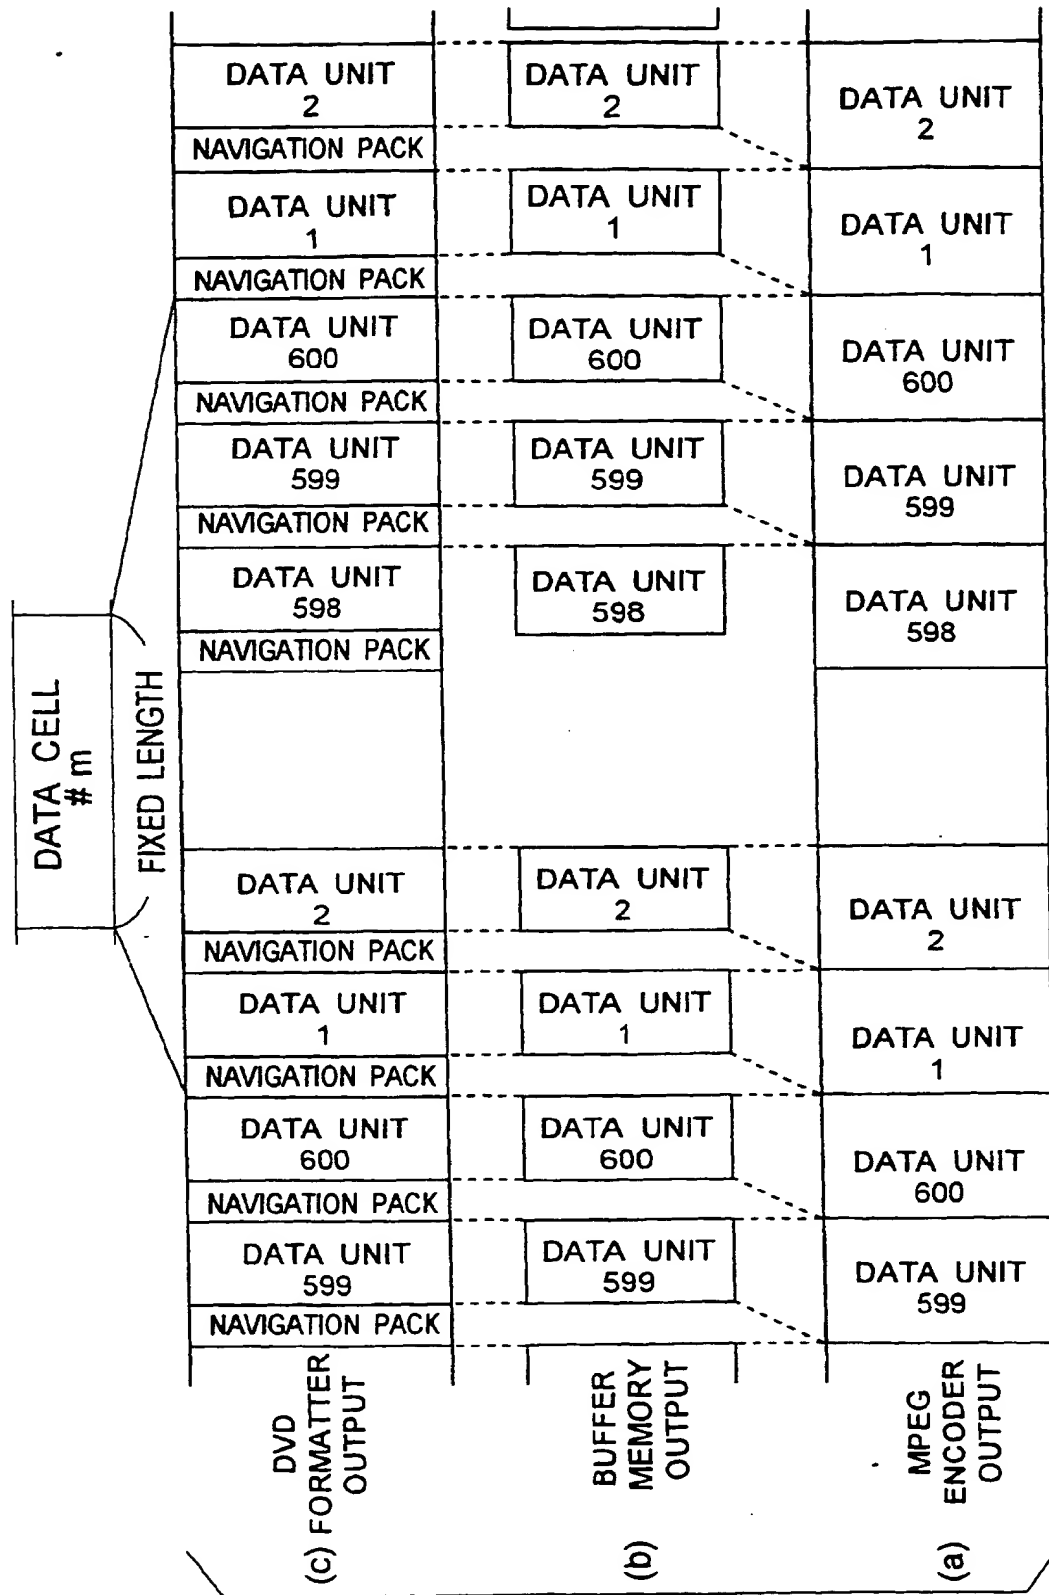 DATA UNIT
2
NAVIGATION PACK
DATA UNIT
1
NAVIGATION PACK
DATA UNIT
600
NAVIGATION PACK
DATA UNIT
599
NAVIGATION PACK
DATA UNIT
598
NAVIGATION PACK
DATA UNIT
2
NAVIGATION PACK
DATA UNIT
1
NAVIGATION PACK
DATA UNIT
600
NAVIGATION PACK
DATA UNIT
599
NAVIGATION PACK
DATA UNIT
2
DATA UNIT
1
DATA UNIT
600
DATA UNIT
599
DATA UNIT
598
DATA UNIT
2
DATA UNIT
1
DATA UNIT
600
DATA UNIT
599
DATA UNIT
2
DATA UNIT
1
DATA UNIT
600
DATA UNIT
599
DATA UNIT
598
DATA UNIT
2
DATA UNIT
1
DATA UNIT
600
DATA UNIT
599
DATA CELL
# m
FIXED LENGTH
DVD
(c) FORMATTER
OUTPUT
BUFFER
(b) MEMORY
OUTPUT
MPEG
(a) ENCODER
OUTPUT